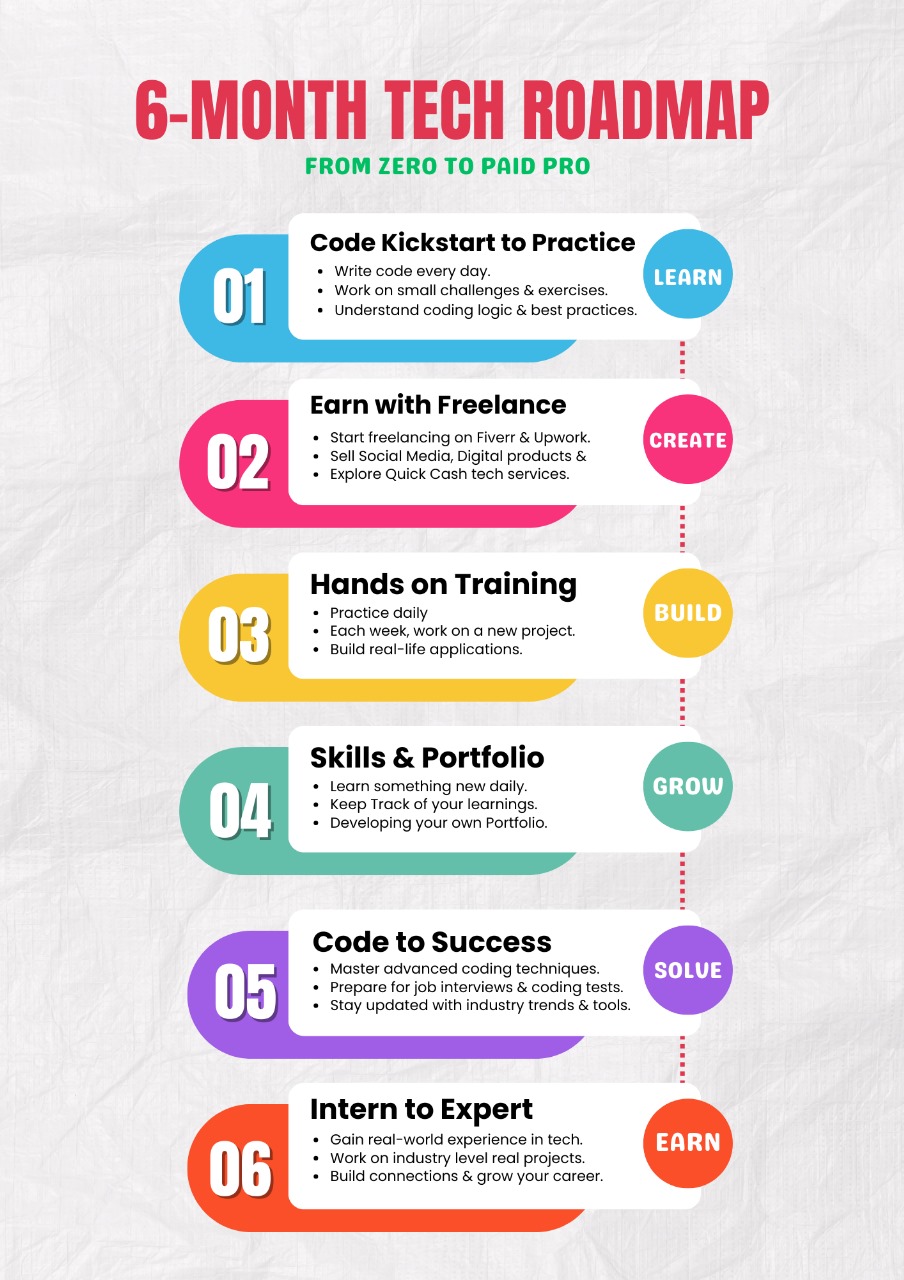 6-MONTH TECH ROADMAP
FROM ZERO TO PAID PRO
01
Code Kickstart to Practice
• Write code every day.
• Work on small challenges & exercises.
• Understand coding logic & best practices.
LEARN
02
Earn with Freelance
• Start freelancing on Fiverr & Upwork.
• Sell Social Media, Digital products &
• Explore Quick Cash tech services.
CREATE
03
Hands on Training
• Practice daily
• Each week, work on a new project.
• Build real-life applications.
BUILD
04
Skills & Portfolio
• Learn something new daily.
• Keep Track of your learnings.
• Developing your own Portfolio.
GROW
05
Code to Success
• Master advanced coding techniques.
• Prepare for job interviews & coding tests.
• Stay updated with industry trends & tools.
SOLVE
06
Intern to Expert
• Gain real-world experience in tech.
• Work on industry level real projects.
• Build connections & grow your career.
EARN